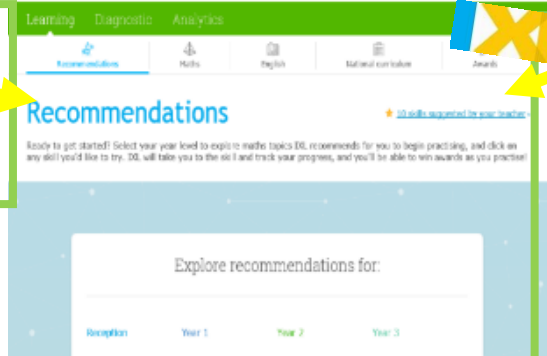 Learning Diagnostic Analytics
Recommendations Maths English National curriculum Awards
IX
Recommendations
10 skills suggested by your teacher
Ready to get started? Select your year level to explore maths topics IXL recommends for you to begin practising, and click on
any skill you'd like to try. IXL will take you to the skill and track your progress, and you'll be able to win awards as you practise!
Explore recommendations for:
Reception Year 1 Year 2 Year 3